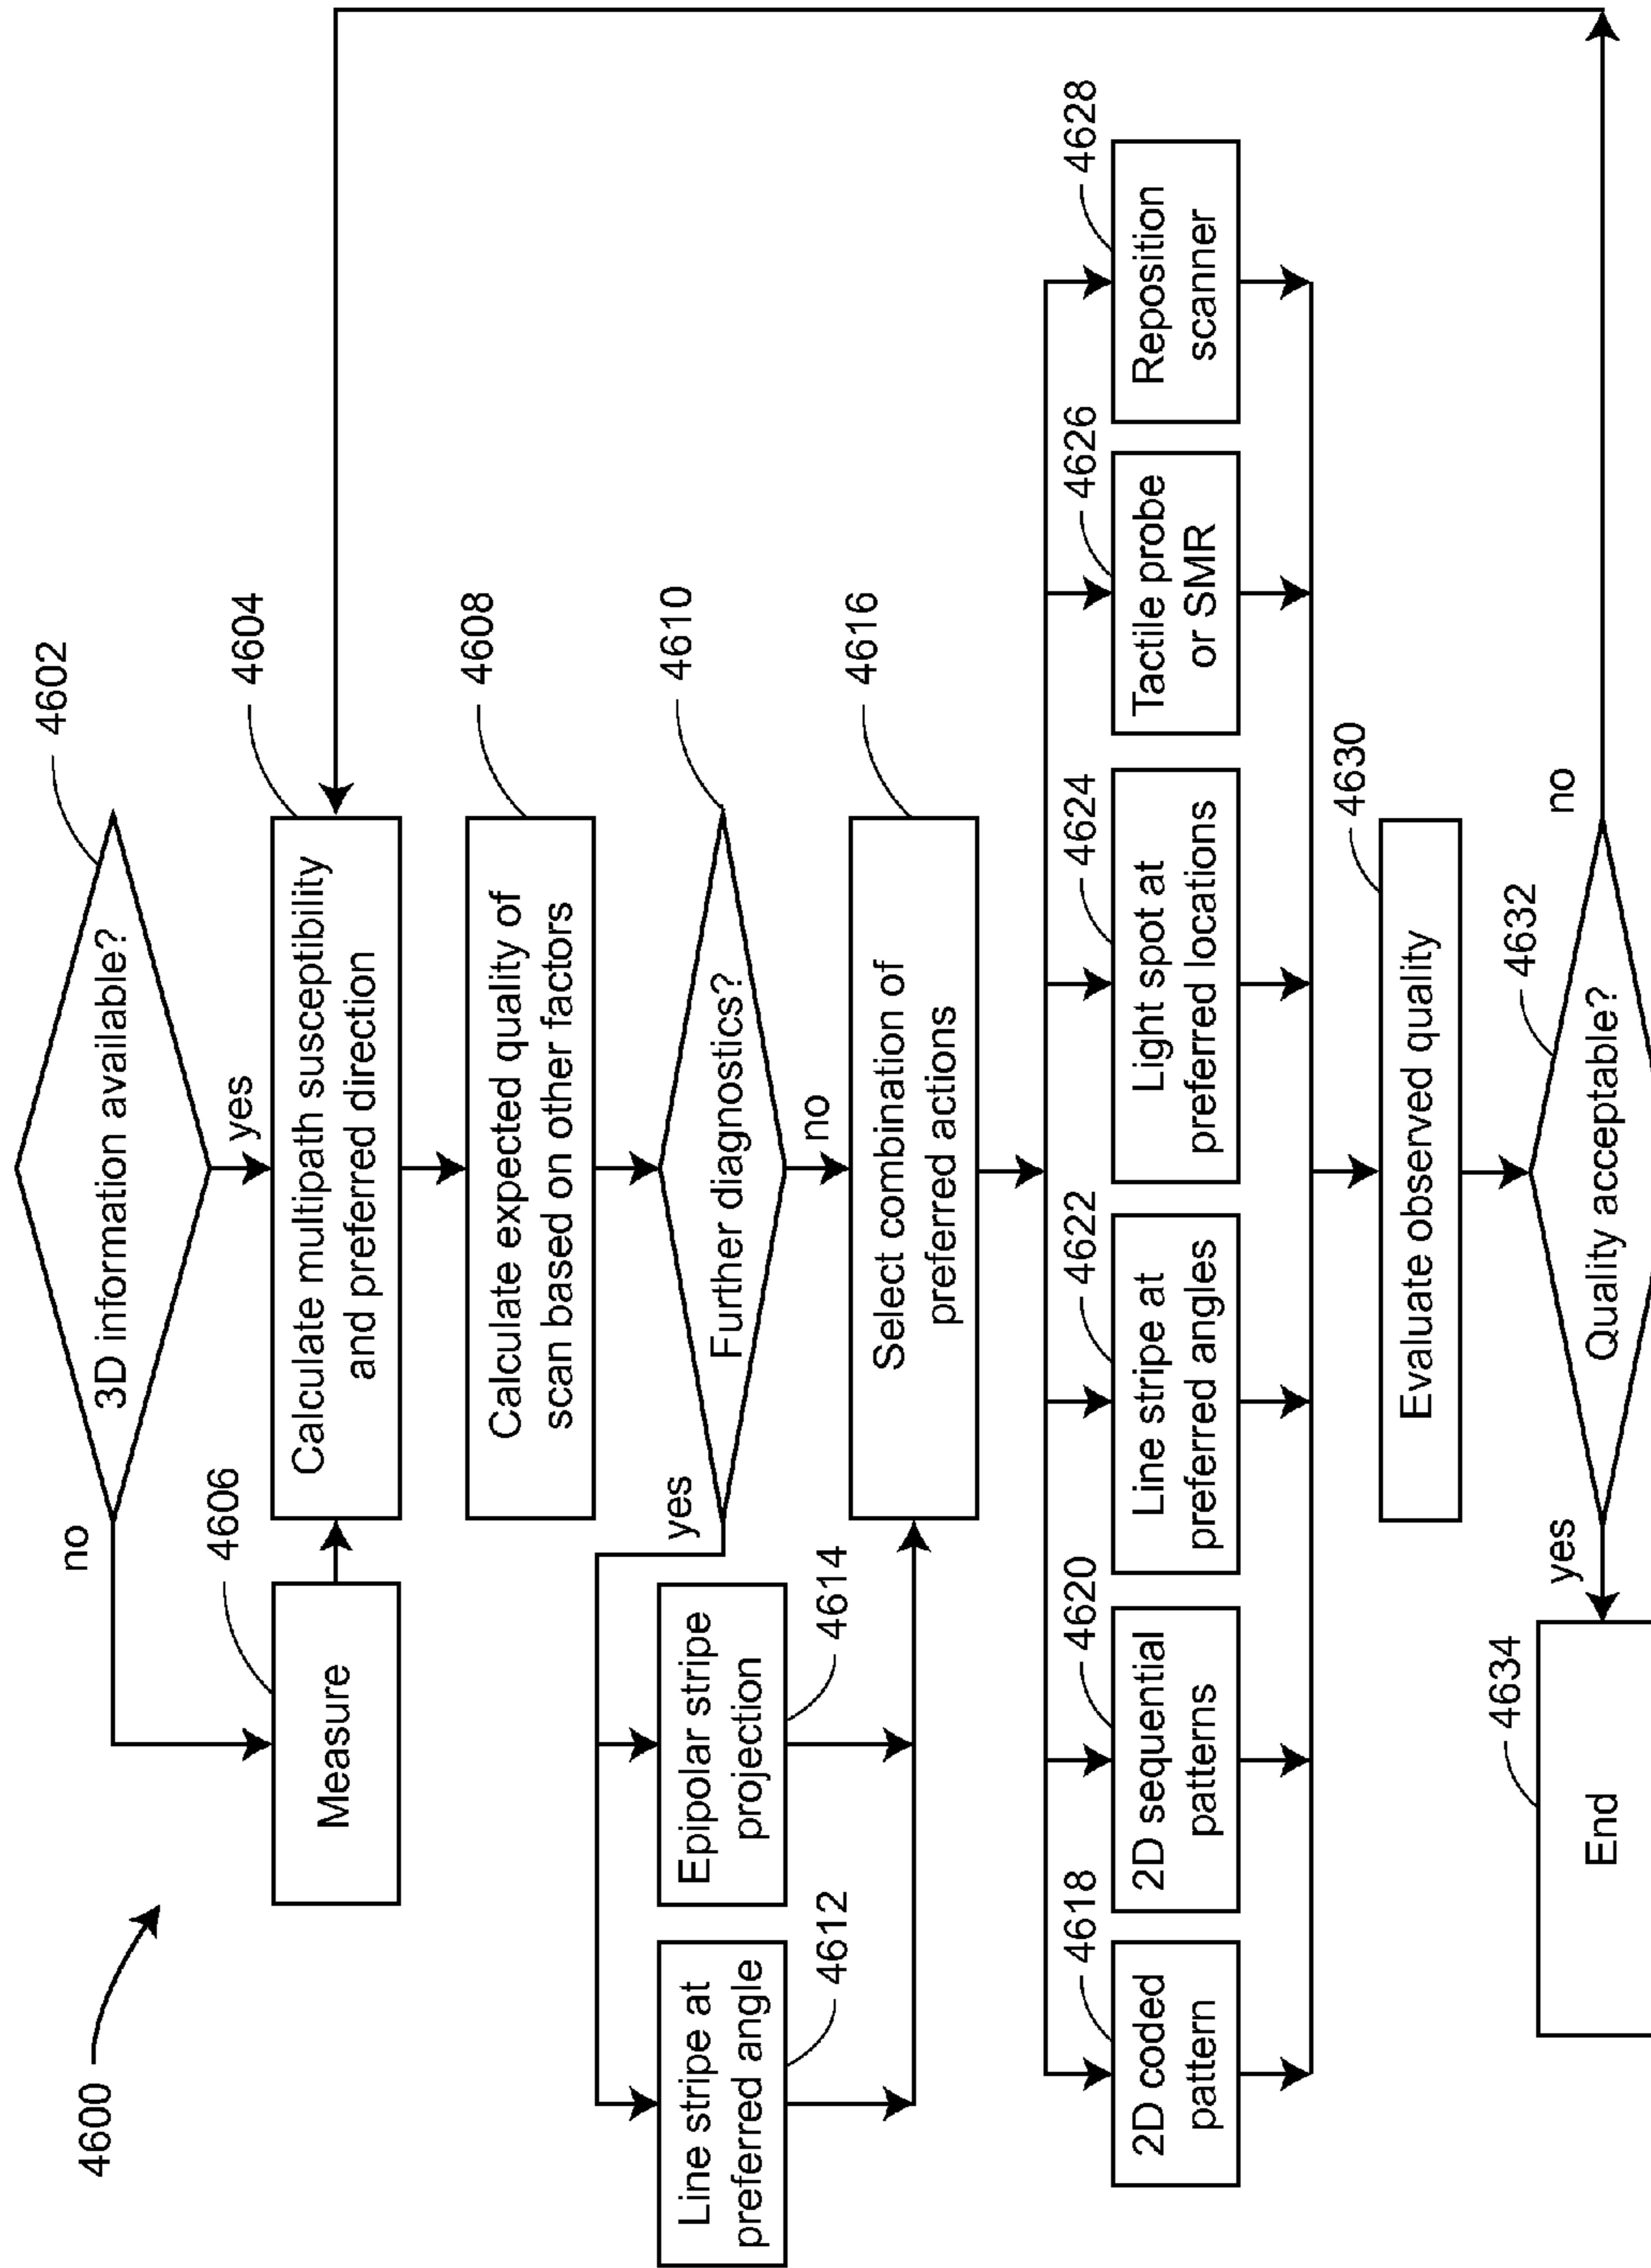 4600
4602
3D information available?
no
yes
4606
Measure
4604
Calculate multipath susceptibility
and preferred direction
4608
Calculate expected quality of
scan based on other factors
4610
Further diagnostics?
yes
no
4612
Line stripe at
preferred angle
4614
Epipolar stripe
projection
4616
Select combination of
preferred actions
4618
2D coded
pattern
4620
2D sequential
patterns
4622
Line stripe at
preferred angles
4624
Light spot at
preferred locations
4626
Tactile probe
or SMR
4628
Reposition
scanner
4630
Evaluate observed quality
4632
Quality acceptable?
yes
no
4634
End